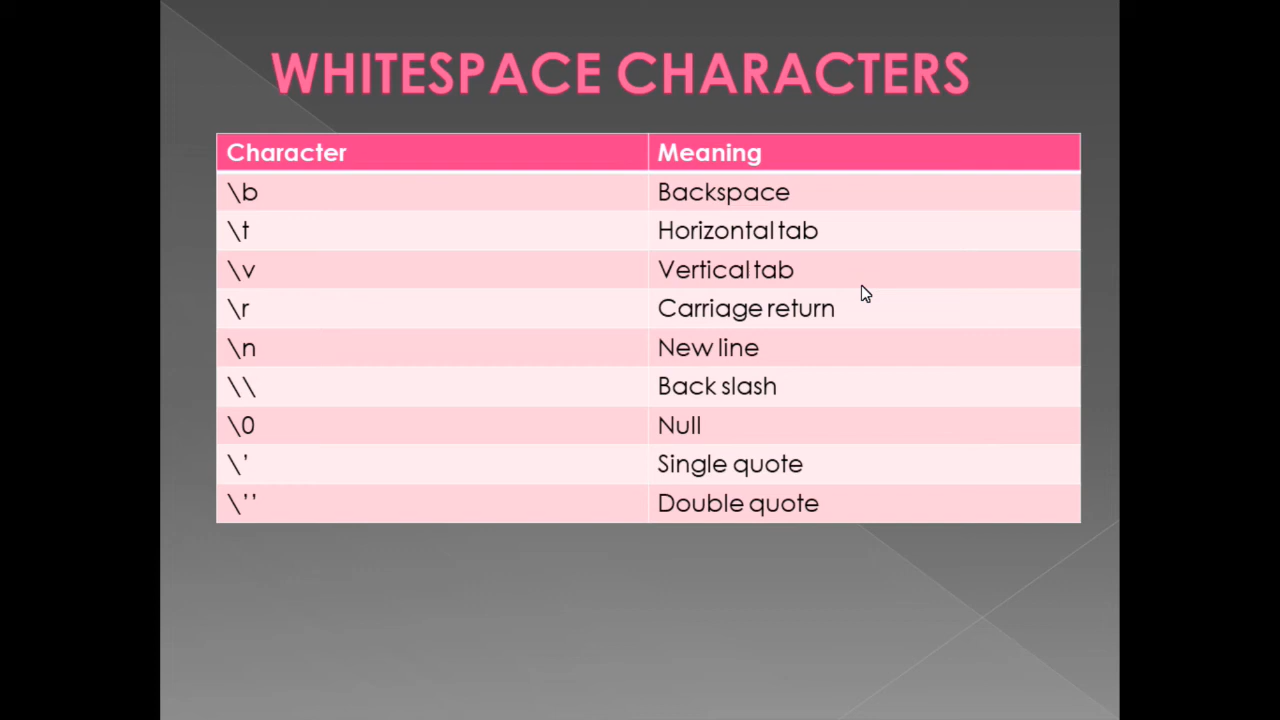 WHITESPACE CHARACTERS
Character Meaning
\b Backspace
\t Horizontal tab
\v Vertical tab
\r Carriage return
\n New line
\\ Back slash
\0 Null
\’ Single quote
\’’ Double quote